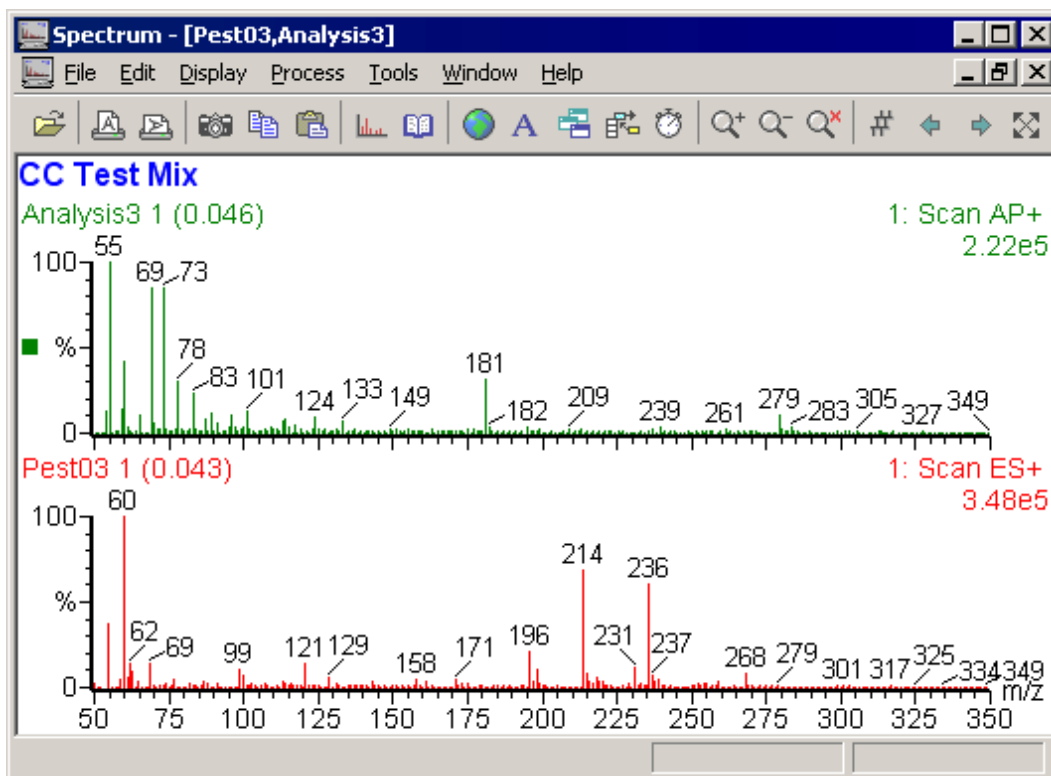 Spectrum - [Pest03,Analysis3]
File Edit Display Process Tools Window Help
CC Test Mix
Analysis3 1 (0.046) 1: Scan AP+
2.22e5
55
100 69 73
%
78
83 101 124 133 149 181 182 209 239 261 279 283 305 327 349
0
Pest03 1 (0.043) 1: Scan ES+
3.48e5
60
100
214 236
%
62 69 99 121 129 158 171 196 231 237 268 279 301 317 325 334 349
0 m/z
50 75 100 125 150 175 200 225 250 275 300 325 350